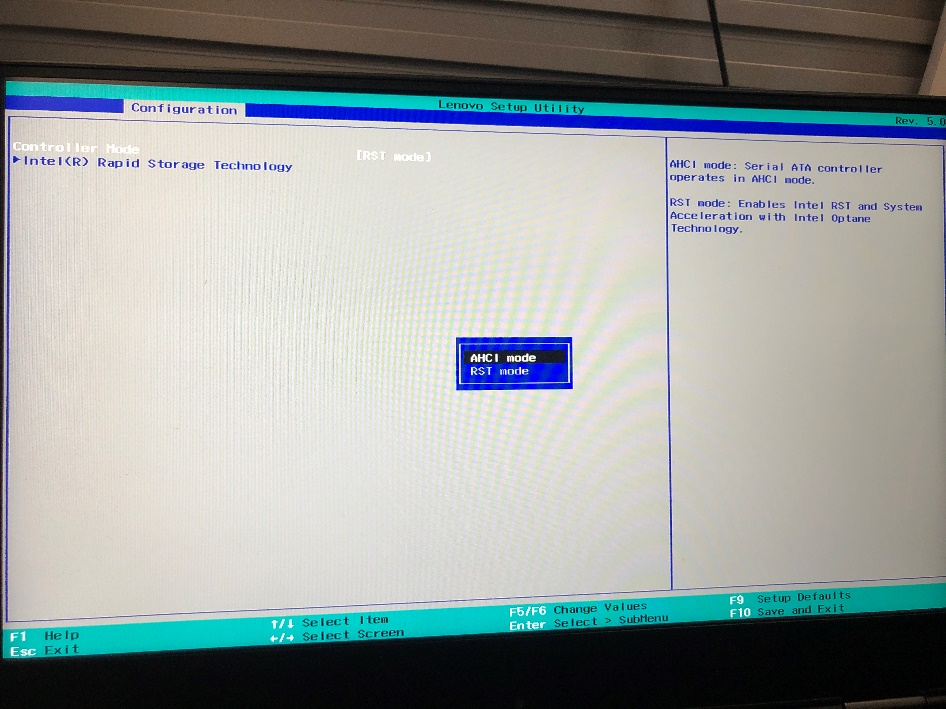 Lenovo Setup Utility
Configuration
Rev. 5.0
Controller Mode [RST mode]
▶Intel(R) Rapid Storage Technology
AHCI mode: Serial ATA controller
operates in AHCI mode.
RST mode: Enables Intel RST and System
Acceleration with Intel Optane
Technology.
AHCI mode
RST mode
F1 Help ↑/↓ Select Item F5/F6 Change Values F9 Setup Defaults
Esc Exit ←/→ Select Screen Enter Select > SubMenu F10 Save and Exit